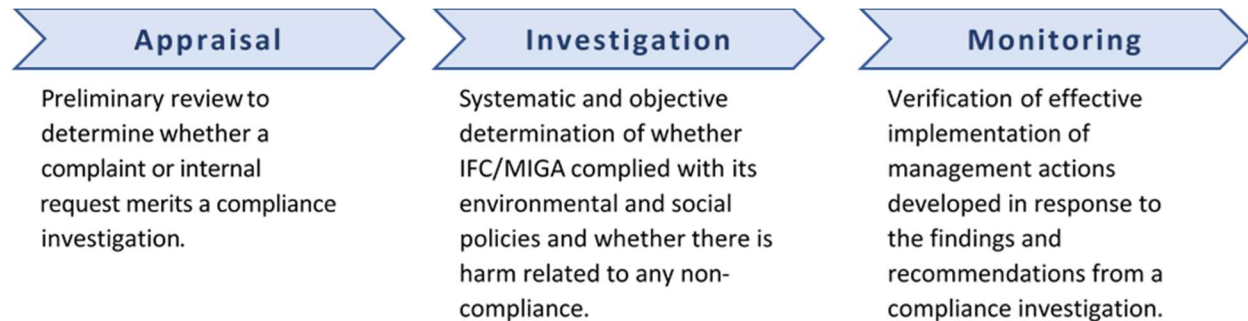 Appraisal
Preliminary review to
determine whether a
complaint or internal
request merits a compliance
investigation.
Investigation
Systematic and objective
determination of whether
IFC/MIGA complied with its
environmental and social
policies and whether there is
harm related to any non-
compliance.
Monitoring
Verification of effective
implementation of
management actions
developed in response to
the findings and
recommendations from a
compliance investigation.